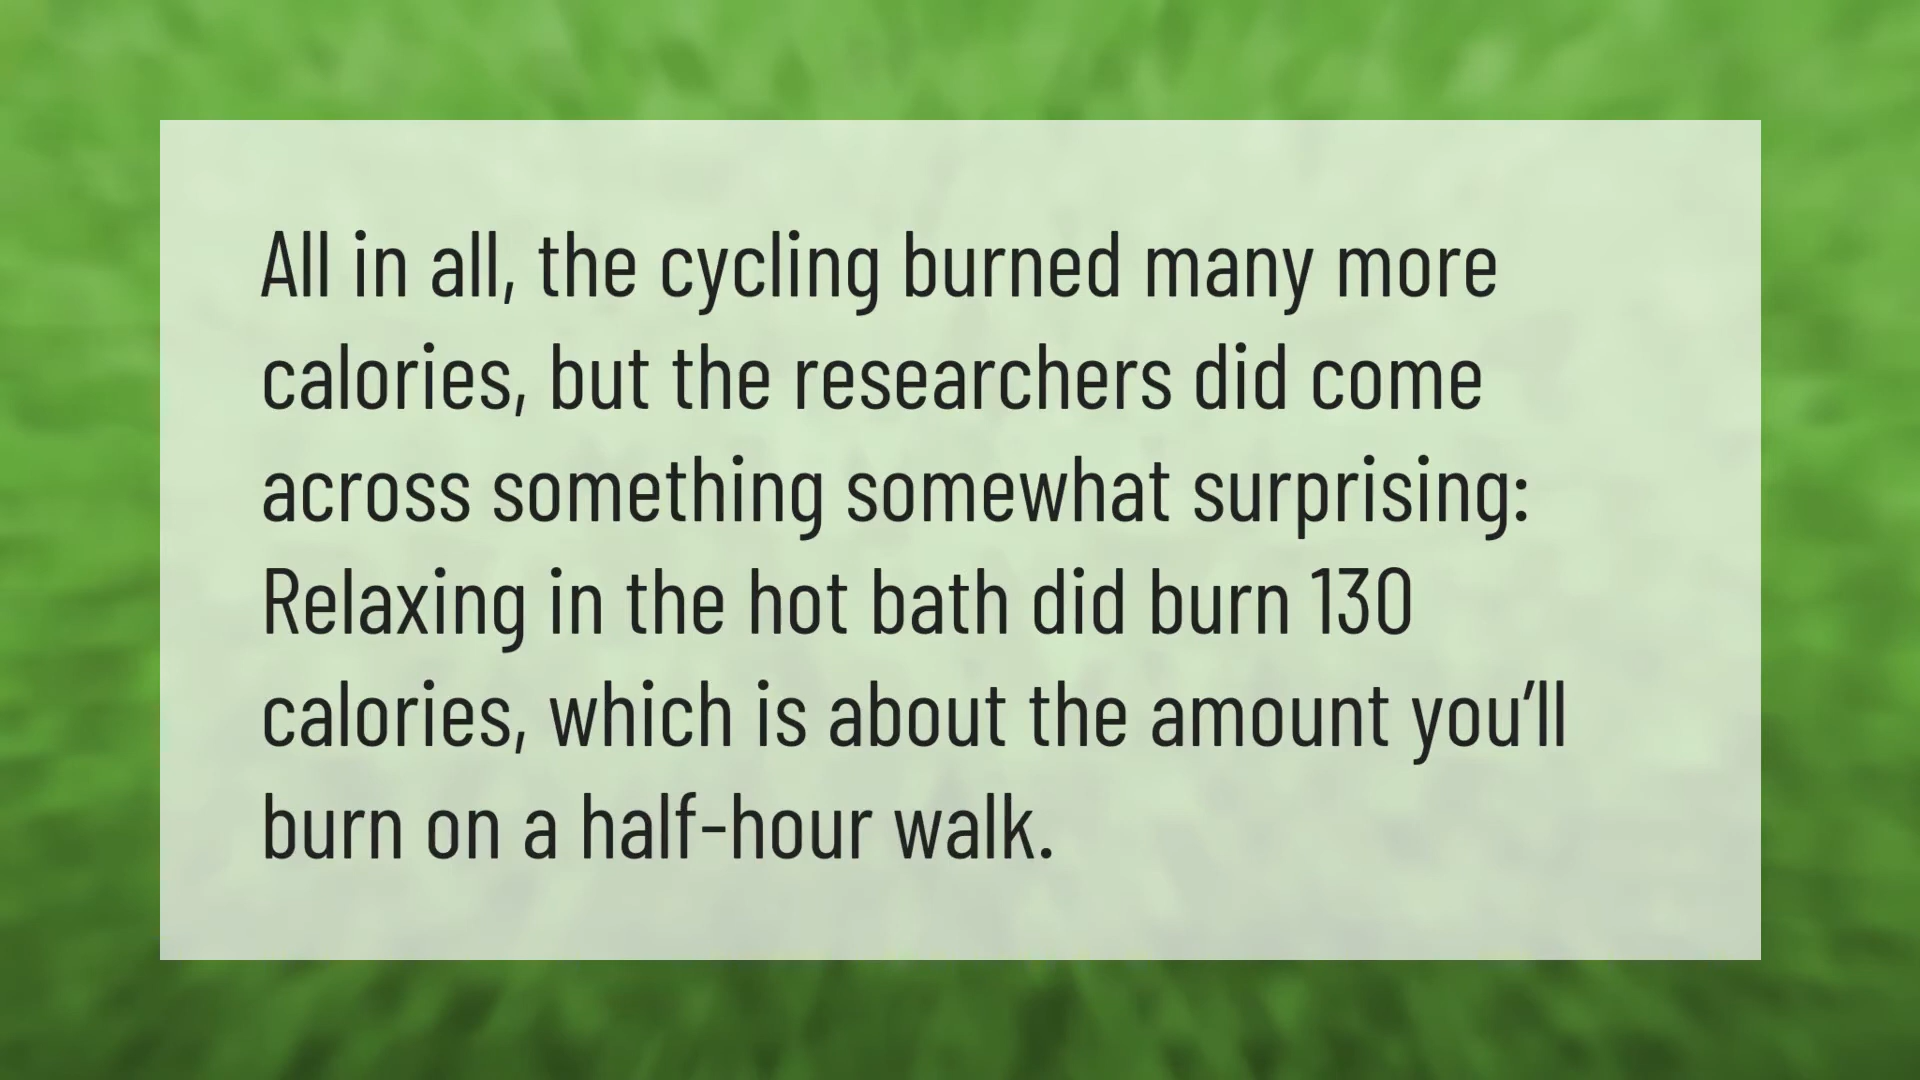 All in all, the cycling burned many more
calories, but the researchers did come
across something somewhat surprising:
Relaxing in the hot bath did burn 130
calories, which is about the amount you’ll
burn on a half-hour walk.